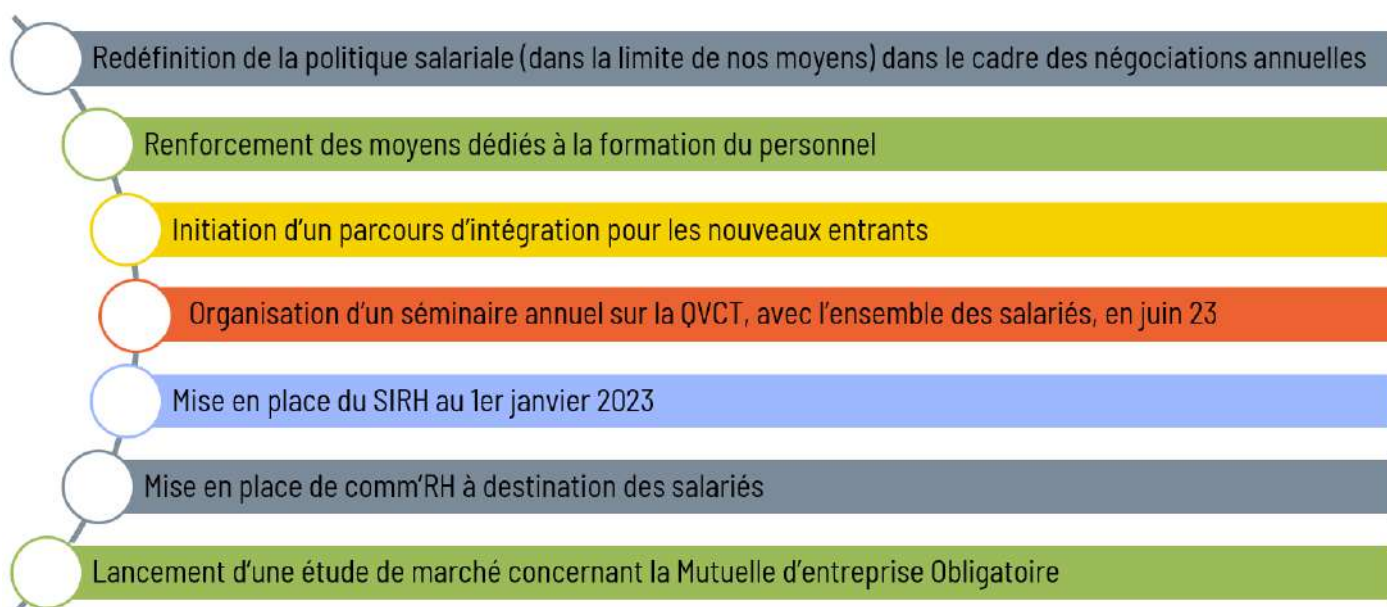 Redéfinition de la politique salariale (dans la limite de nos moyens) dans le cadre des négociations annuelles
Renforcement des moyens dédiés à la formation du personnel
Initiation d'un parcours d'intégration pour les nouveaux entrants
Organisation d'un séminaire annuel sur la QVCT, avec l'ensemble des salariés, en juin 23
Mise en place du SIRH au 1er janvier 2023
Mise en place de comm'RH à destination des salariés
Lancement d'une étude de marché concernant la Mutuelle d'entreprise Obligatoire